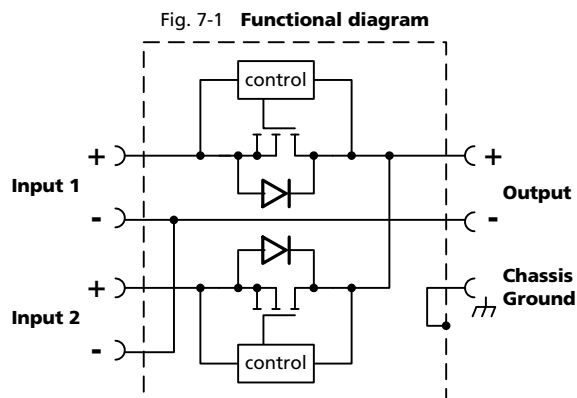 Fig. 7-1 Functional diagram
control
+
+
Input 1
Output
-
-
+
Chassis
Ground
Input 2
-
control